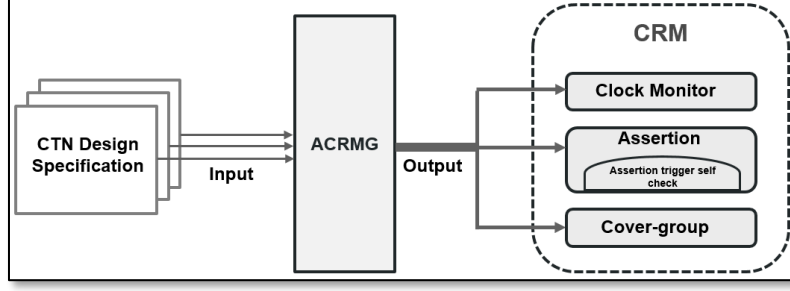 CRM
Clock Monitor
CTN Design
Specification
Input
ACRMG
Output
Assertion
Assertion trigger self
check
Cover-group